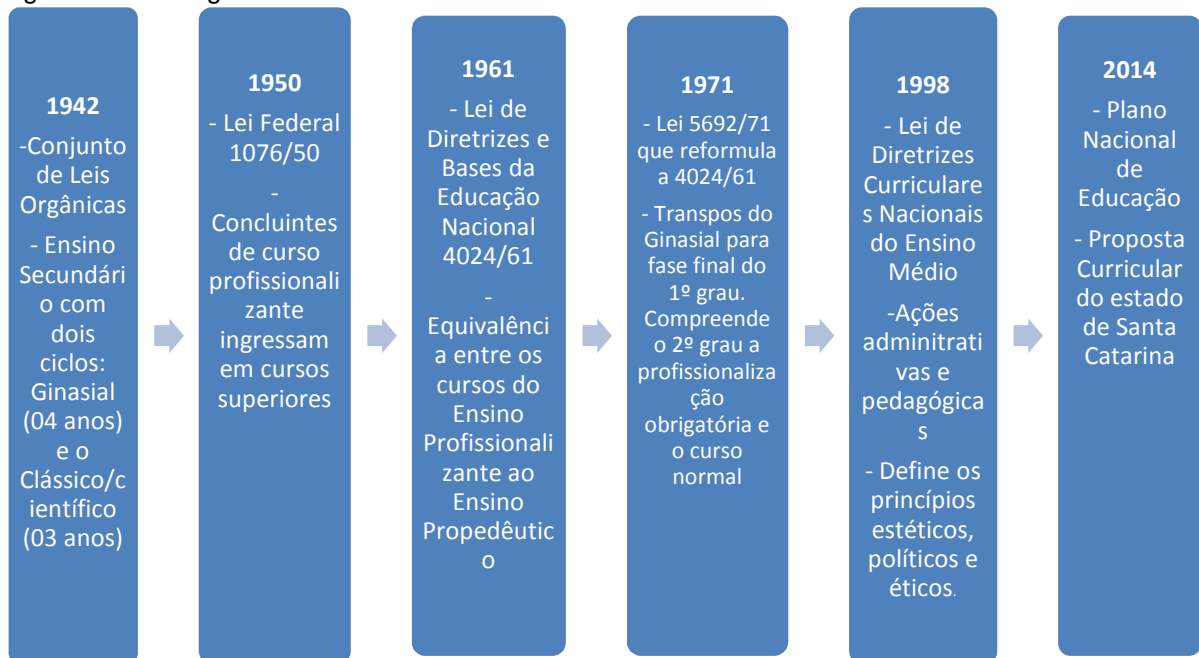 1942
-Conjunto
de Leis
Orgânicas
- Ensino
Secundári
o com
dois
ciclos:
Ginasial
(04 anos)
e o
Clássico/c
ientífico
(03 anos)
1950
- Lei Federal
1076/50
-
Concluintes
de curso
profissionali
zante
ingressam
em cursos
superiores
1961
- Lei de
Diretrizes e
Bases da
Educação
Nacional
4024/61
-
Equivalênci
a entre os
cursos do
Ensino
Profissionali
zante ao
Ensino
Propedêutic
o
1971
- Lei 5692/71
que reformula
a 4024/61
- Transpos do
Ginasial para
fase final do
1º grau.
Compreende
o 2º grau a
profissionaliza
ção
obrigatória e
o curso
normal
1998
- Lei de
Diretrizes
Curriculare
s Nacionais
do Ensino
Médio
-Ações
adminitrati
vas e
pedagógica
s
- Define os
princípios
estéticos,
políticos e
éticos.
2014
- Plano
Nacional
de
Educação
- Proposta
Curricular
do estado
de Santa
Catarina